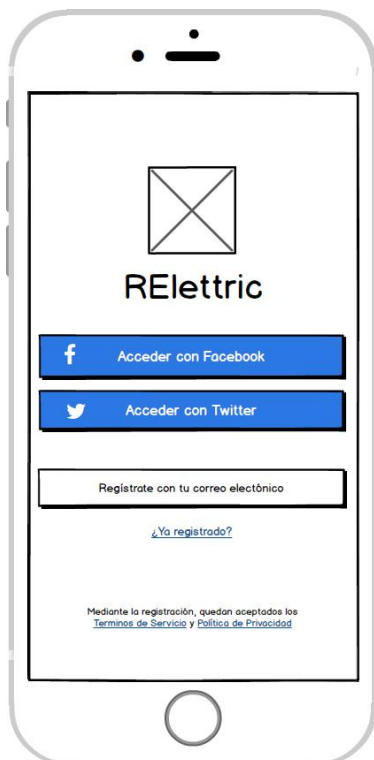 RElettric
Acceder con Facebook
Acceder con Twitter
Regístrate con tu correo electónico
¿Ya registrado?
Mediante la registración, quedan aceptados los
Terminos de Servicio y Política de Privacidad